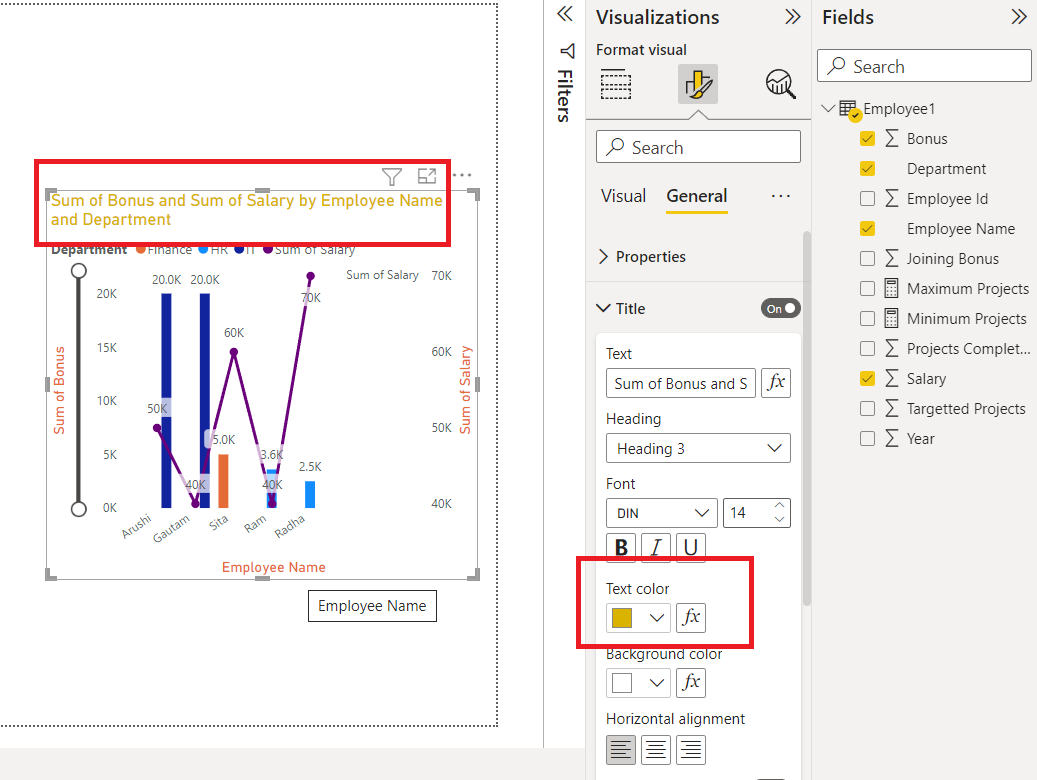 Sum of Bonus and Sum of Salary by Employee Name
and Department
Department Finance HR IT Sum of Salary
Sum of Bonus
20K
15K
10K
5K
0K
20.0K 20.0K
50K
40K
60K
5.0K
3.6K
40K
2.5K
70K
Sum of Salary
70K
60K
50K
40K
Sum of Salary
Arushi
Gautam
Sita
Ram
Radha
Employee Name
Employee Name
Filters
Visualizations
Format visual
Search
Visual General
Properties
Title On
Text
Sum of Bonus and S fx
Heading
Heading 3
Font
DIN 14
B I U
Text color
fx
Background color
fx
Horizontal alignment
Fields
Search
Employee1
Bonus
Department
Employee Id
Employee Name
Joining Bonus
Maximum Projects
Minimum Projects
Projects Complet...
Salary
Targetted Projects
Year